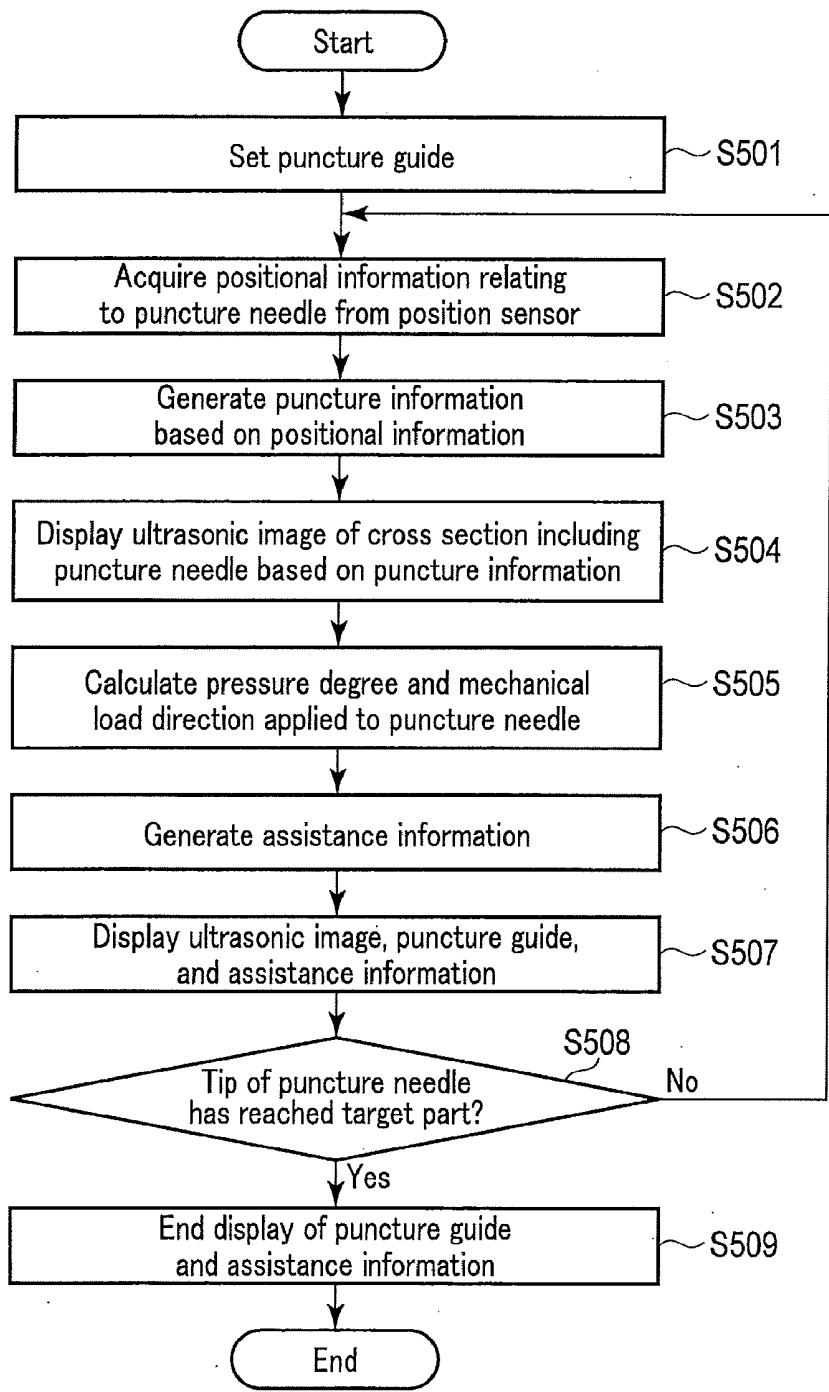 Start
Set puncture guide
S501
Acquire positional information relating
to puncture needle from position sensor
S502
Generate puncture information
based on positional information
S503
Display ultrasonic image of cross section including
puncture needle based on puncture information
S504
Calculate pressure degree and mechanical
load direction applied to puncture needle
S505
Generate assistance information
S506
Display ultrasonic image, puncture guide,
and assistance information
S507
S508
Tip of puncture needle
has reached target part?
No
Yes
End display of puncture guide
and assistance information
S509
End